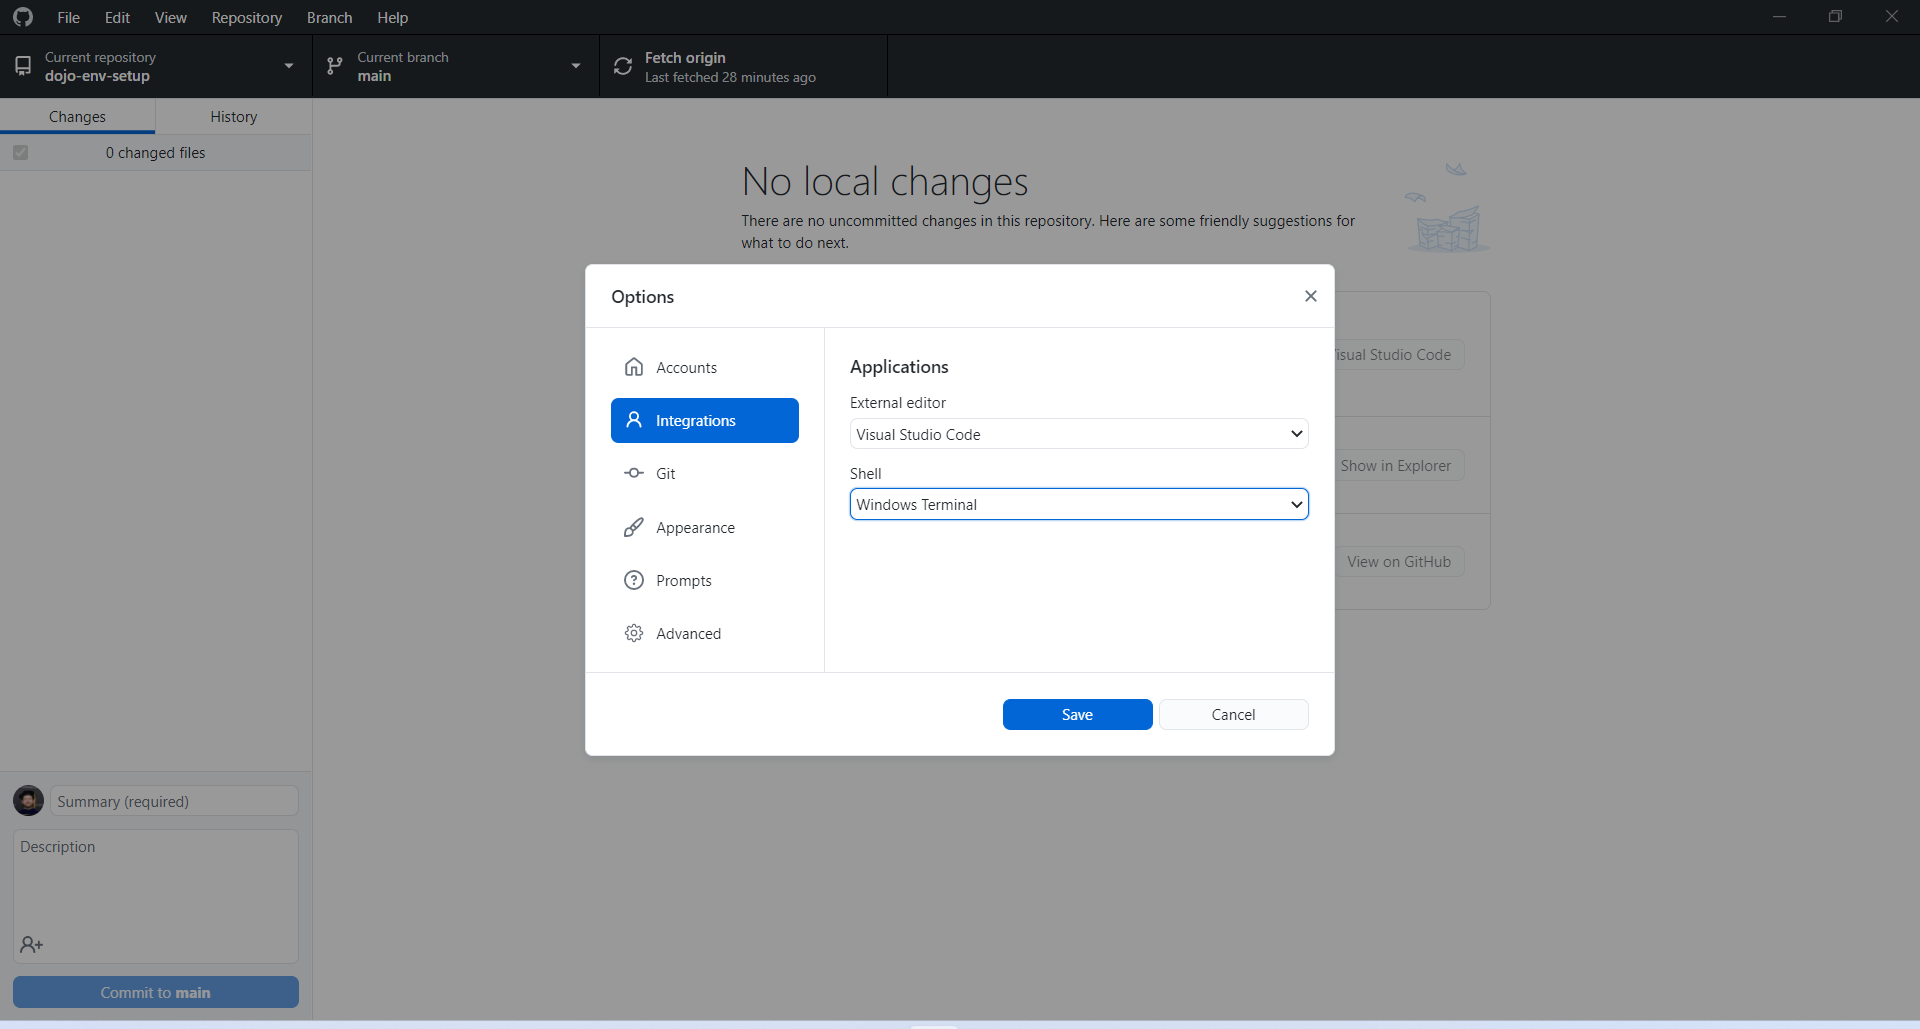 File Edit View Repository Branch Help
Current repository
dojo-env-setup
Current branch
main
Fetch origin
Last fetched 28 minutes ago
Changes History
0 changed files
No local changes
There are no uncommitted changes in this repository. Here are some friendly suggestions for
what to do next.
Options
Accounts
Integrations
Git
Appearance
Prompts
Advanced
Applications
External editor
Visual Studio Code
Shell
Windows Terminal
Save Cancel
Studio Code
Show in Explorer
View on GitHub
Summary (required)
Description
Commit to main